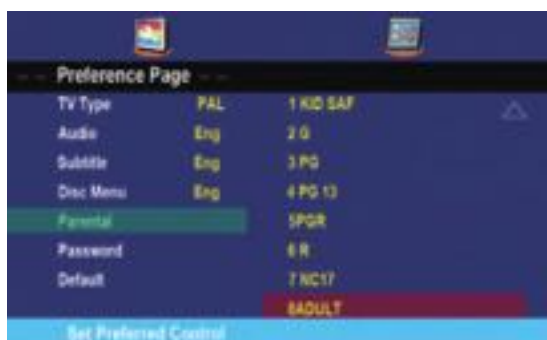 -- Preference Page --
TV Type PAL 1 KID SAF
Audio Eng 2 G
Subtitle Eng 3 PG
Disc Menu Eng 4 PG 13
Parental 5PGR
Password 6 R
Default 7 NC17
8ADULT
Set Preferred Control